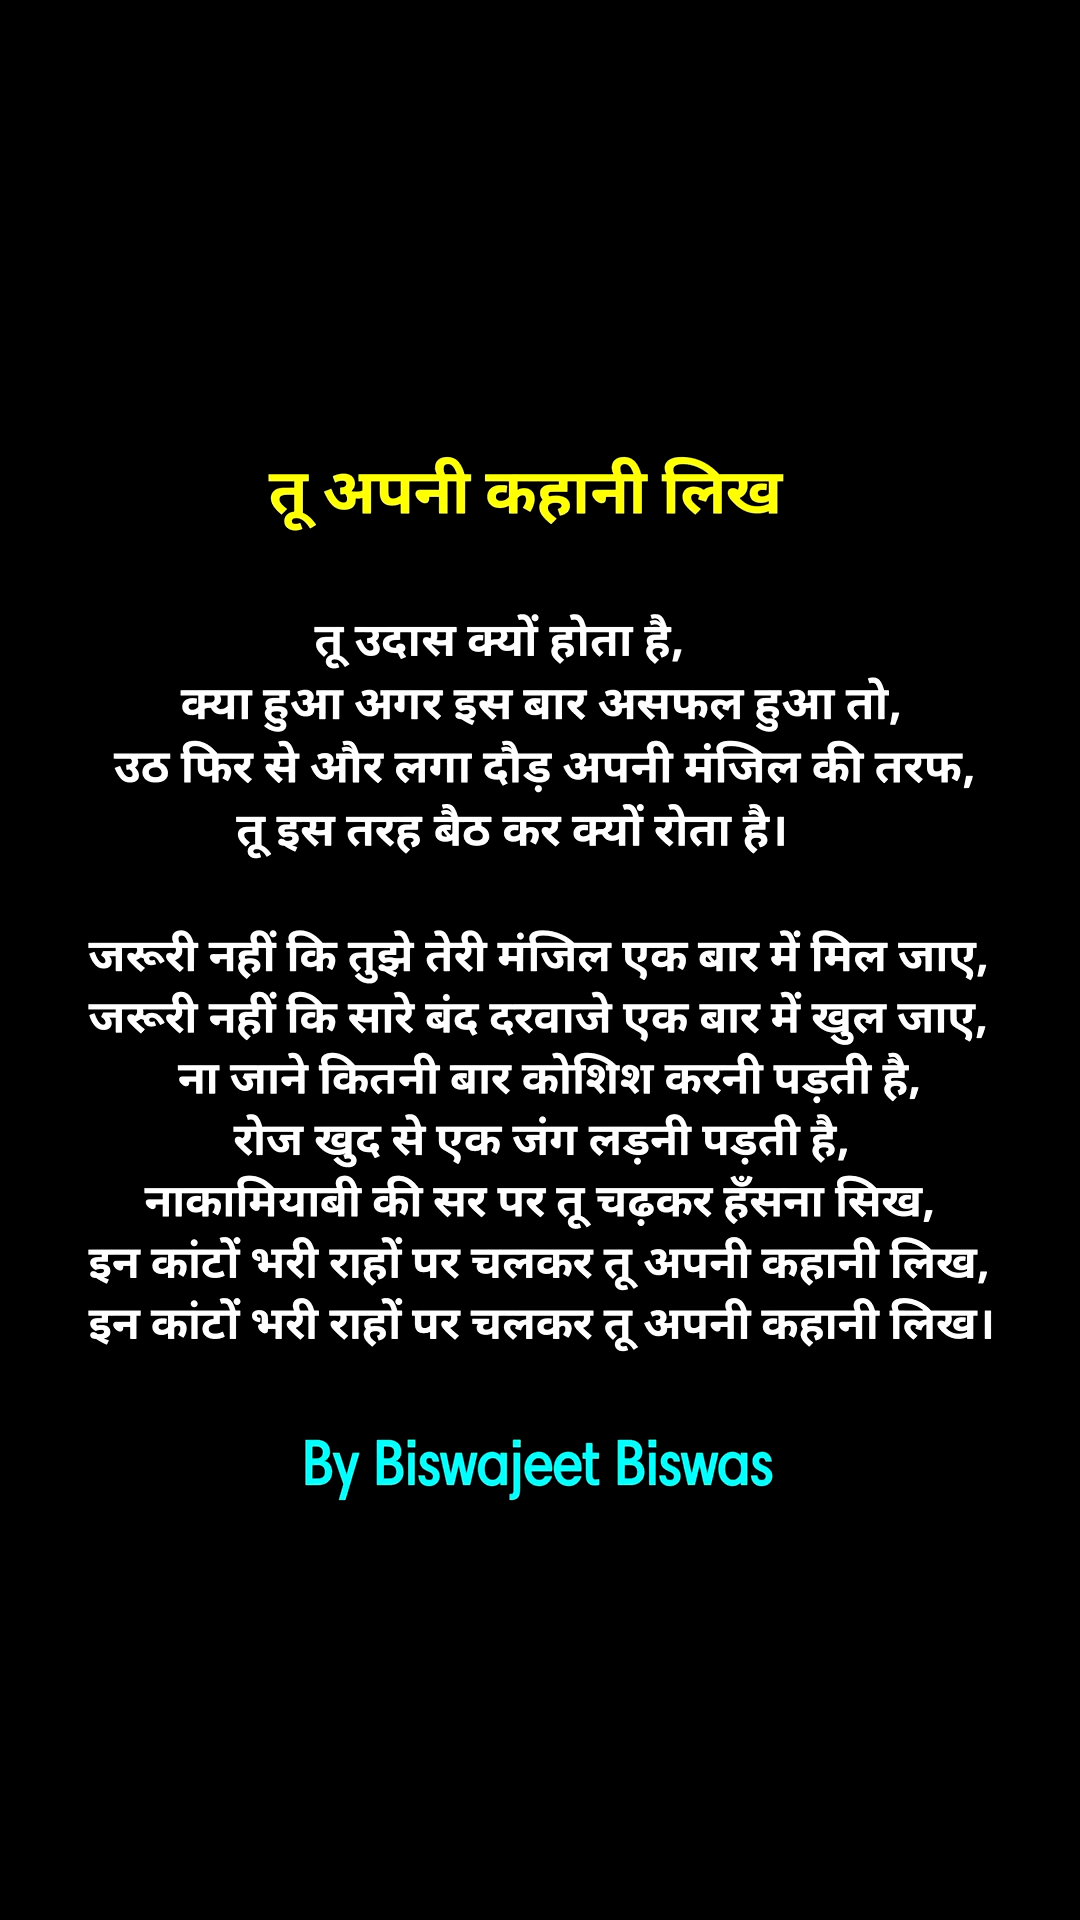 तू अपनी कहानी लिख
तू उदास क्यों होता है,
क्या हुआ अगर इस बार असफल हुआ तो,
उठ फिर से और लगा दौड़ अपनी मंजिल की तरफ,
तू इस तरह बैठ कर क्यों रोता है।
जरूरी नहीं कि तुझे तेरी मंजिल एक बार में मिल जाए,
जरूरी नहीं कि सारे बंद दरवाजे एक बार में खुल जाए,
ना जाने कितनी बार कोशिश करनी पड़ती है,
रोज खुद से एक जंग लड़नी पड़ती है,
नाकामियाबी की सर पर तू चढ़कर हँसना सिख,
इन कांटों भरी राहों पर चलकर तू अपनी कहानी लिख,
इन कांटों भरी राहों पर चलकर तू अपनी कहानी लिख।
By Biswajeet Biswas